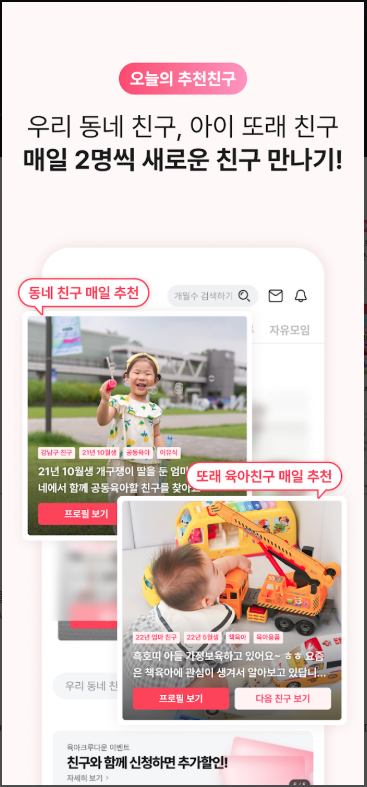 오늘의 추천친구
우리 동네 친구, 아이 또래 친구
매일 2명씩 새로운 친구 만나기!
동네 친구 매일 추천
개월수 검색하기
자유모임
강남구 친구 21년 10월생 공동육아 이유식
21년 10월생 개구쟁이 딸을 둔 엄마
네에서 함께 공동육아할 친구를 찾아요
프로필 보기
또래 육아친구 매일 추천
22년 엄마 친구 22년 5월생 책육아 육아용품
흑호띠 아들 가정보육하고 있어요~ ㅎㅎ 요즘
은 책육아에 관심이 생겨서 알아보고 있답니...
프로필 보기 다음 친구 보기
우리 동네 친
육아크루다운 이벤트
친구와 함께 신청하면 추가할인!
자세히 보기 >